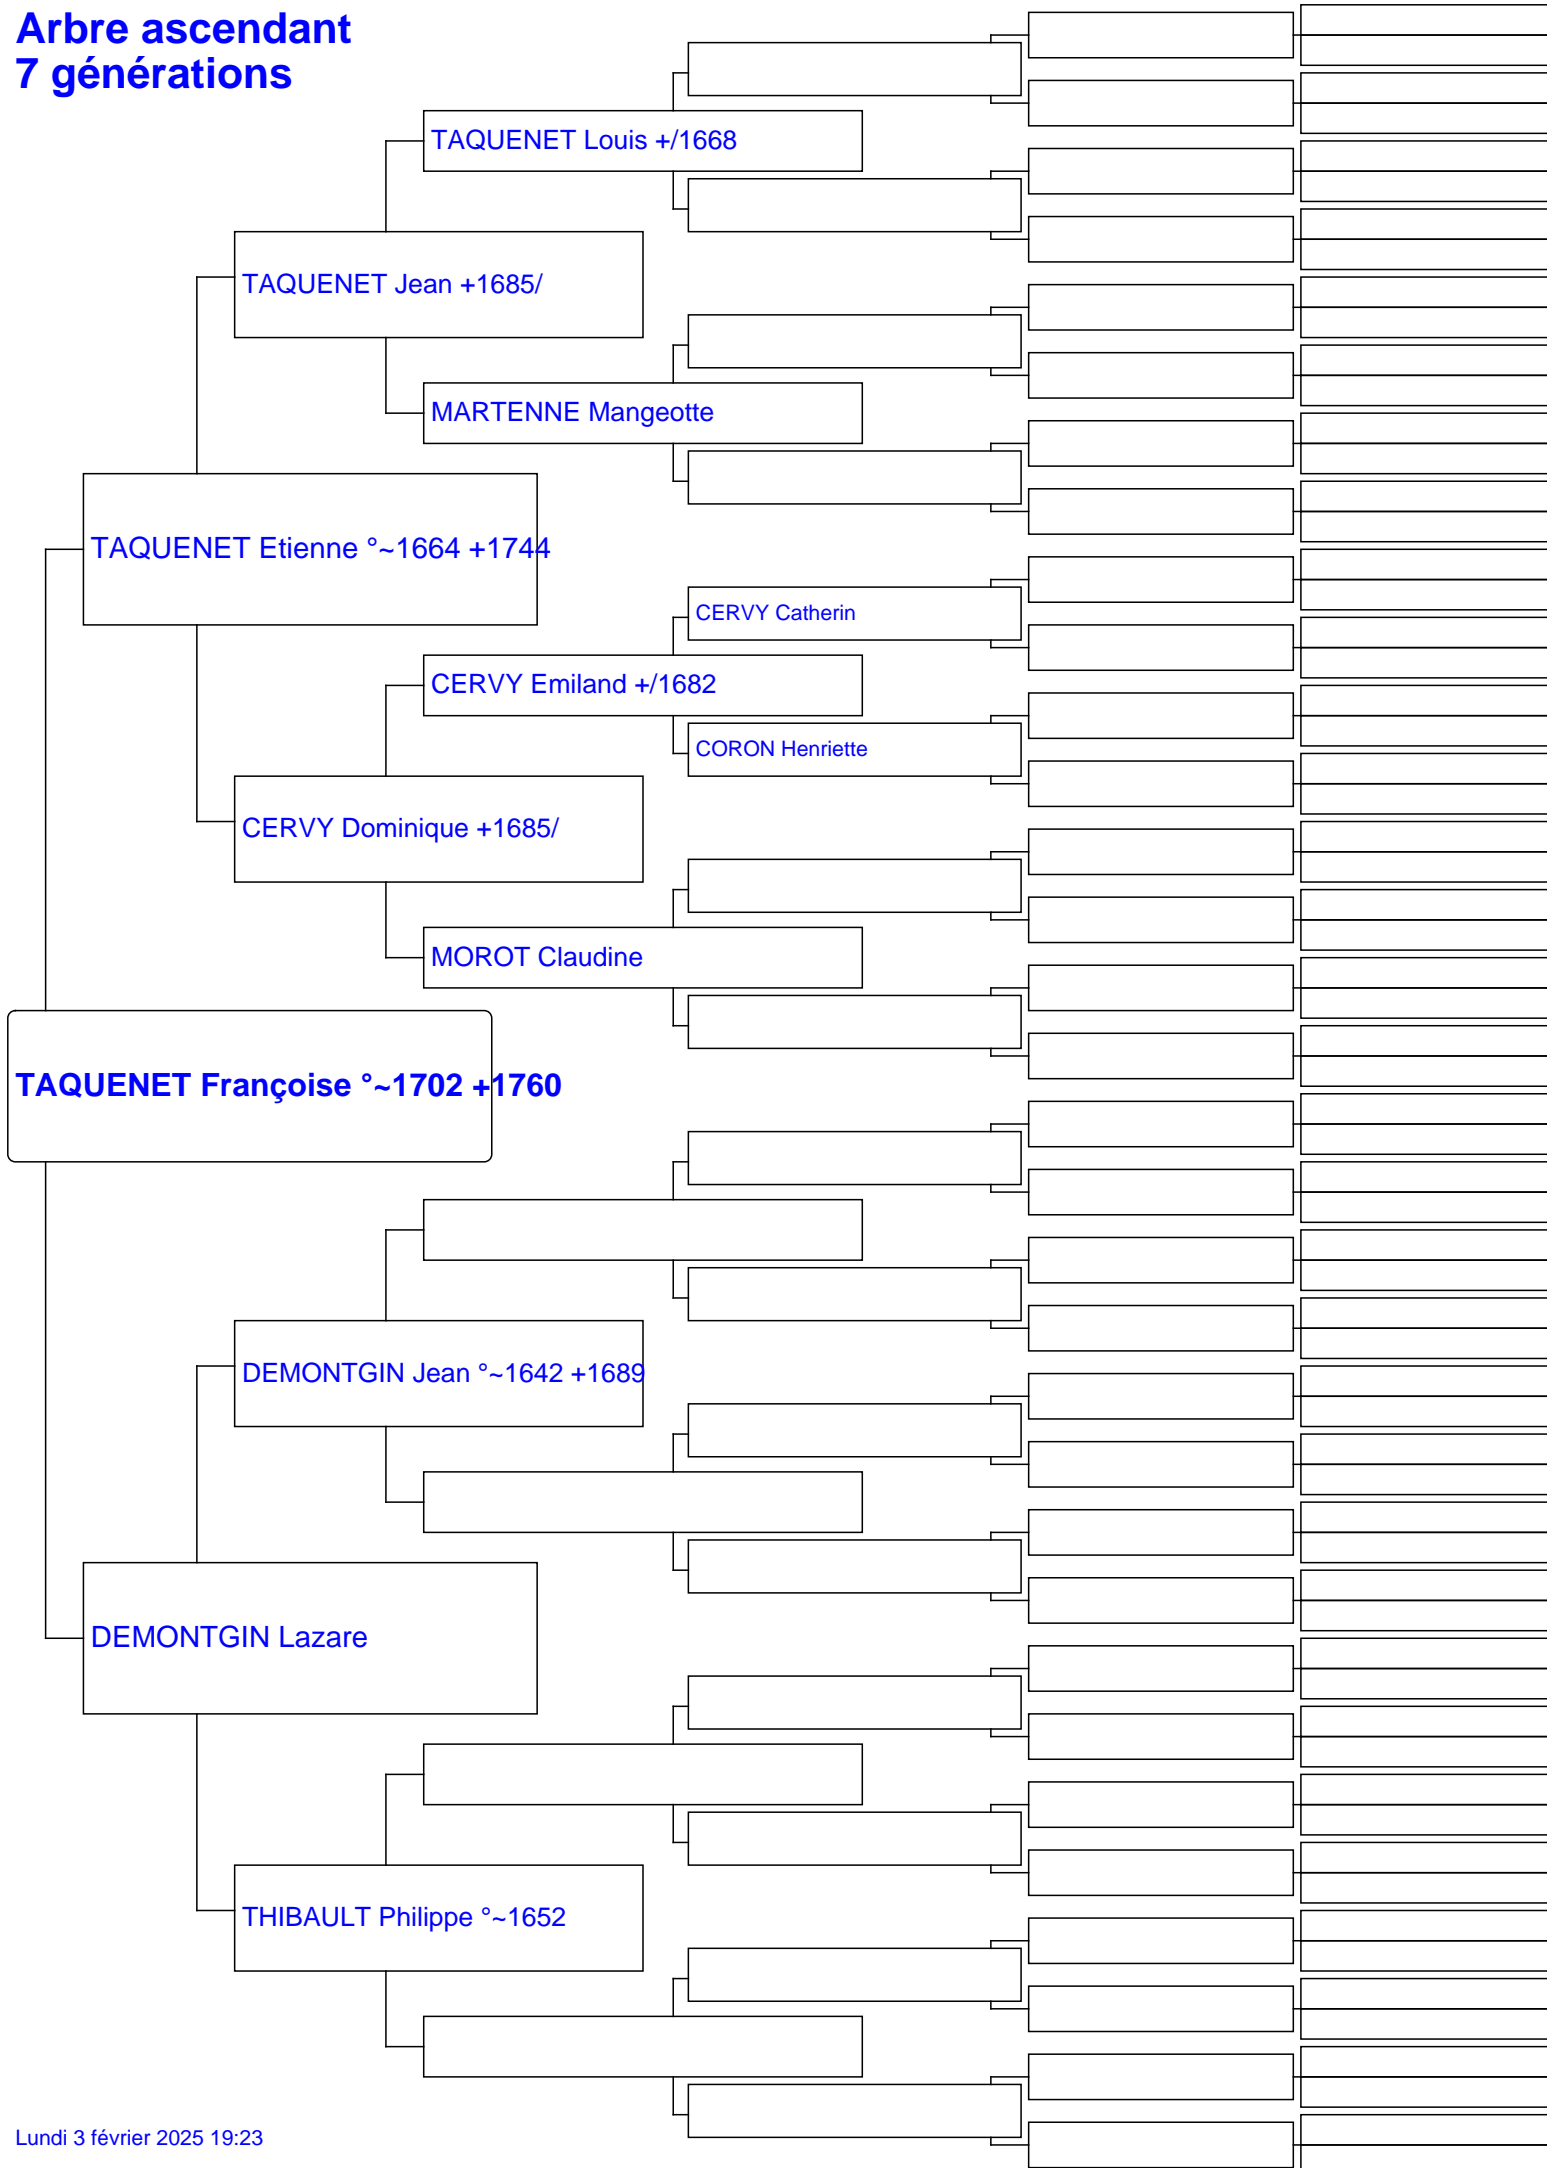 Arbre ascendant
7 générations
TAQUENET Louis +/1668
TAQUENET Jean +1685/
MARTENNE Mangeotte
TAQUENET Etienne °~1664 +1744
CERVY Catherin
CERVY Emiland +/1682
CORON Henriette
CERVY Dominique +1685/
MOROT Claudine
TAQUENET Françoise °~1702 +1760
DEMONTGIN Jean °~1642 +1689
DEMONTGIN Lazare
THIBAULT Philippe °~1652
Lundi 3 février 2025 19:23